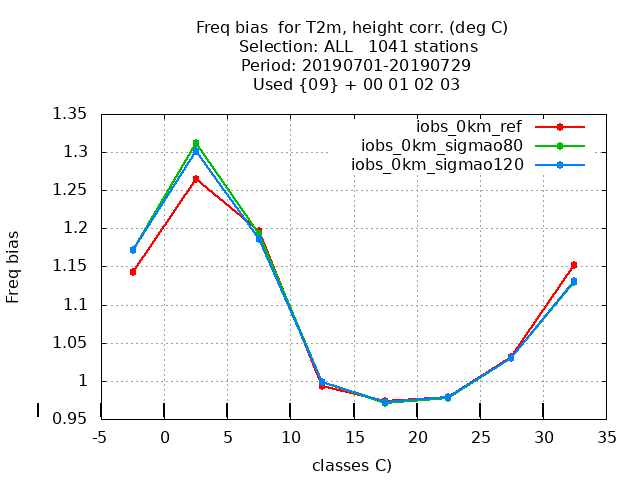 Freq bias for T2m, height corr. (deg C)
Selection: ALL 1041 stations
Period: 20190701-20190729
Used {09} + 00 01 02 03
1.35
1.3
1.25
1.2
1.15
1.1
1.05
1
0.95
Freq bias
iobs_0km_ref
iobs_0km_sigmao80
iobs_0km_sigmao120
-5 0 5 10 15 20 25 30 35
classes C)